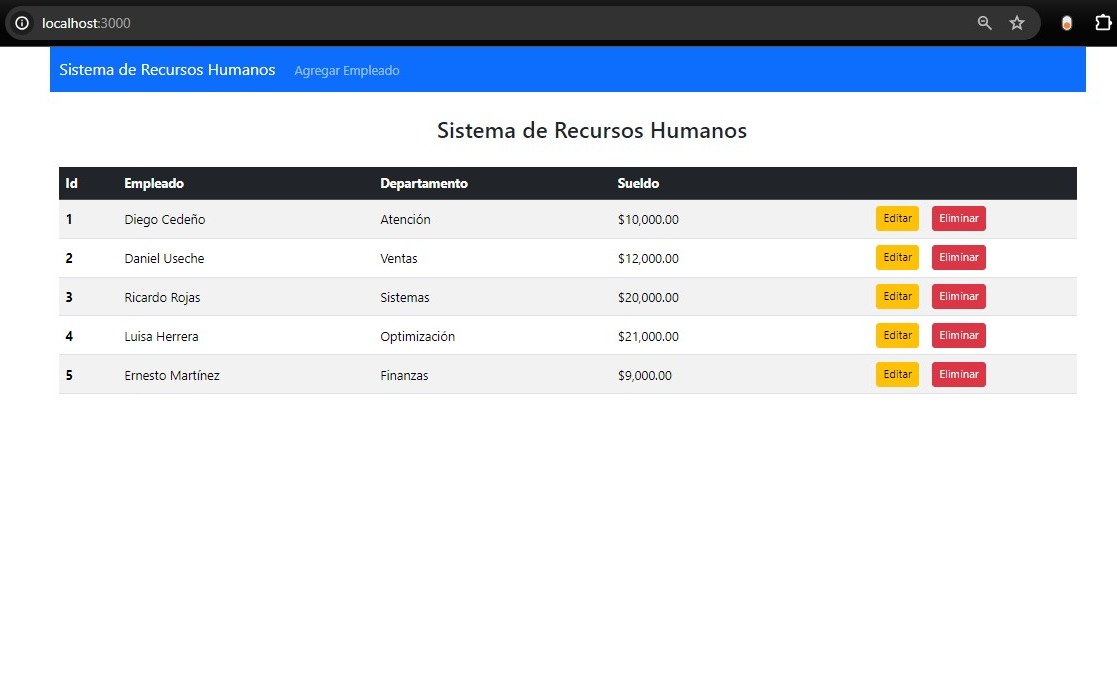 localhost:3000
Sistema de Recursos Humanos Agregar Empleado
Sistema de Recursos Humanos
Id Empleado Departamento Sueldo
1 Diego Cedeño Atención $10,000.00 Editar Eliminar
2 Daniel Useche Ventas $12,000.00 Editar Eliminar
3 Ricardo Rojas Sistemas $20,000.00 Editar Eliminar
4 Luisa Herrera Optimización $21,000.00 Editar Eliminar
5 Ernesto Martínez Finanzas $9,000.00 Editar Eliminar